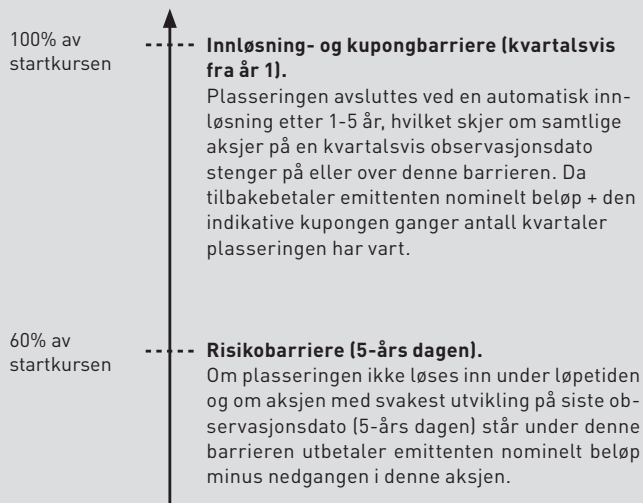 100% av
startkursen
Innløsning- og kupongbarriere (kvartalsvis
fra år 1).
Plasseringen avsluttes ved en automatisk inn-
løsning etter 1-5 år, hvilket skjer om samtlige
aksjer på en kvartalsvis observasjonsdato
stenger på eller over denne barrieren. Da
tilbakebetaler emittenten nominelt beløp + den
indikative kupongen ganger antall kvartaler
plasseringen har vart.
60% av
startkursen
Risikobarriere (5-års dagen).
Om plasseringen ikke løses inn under løpetiden
og om aksjen med svakest utvikling på siste ob-
servasjonsdato (5-års dagen) står under denne
barrieren utbetaler emittenten nominelt beløp
minus nedgangen i denne aksjen.